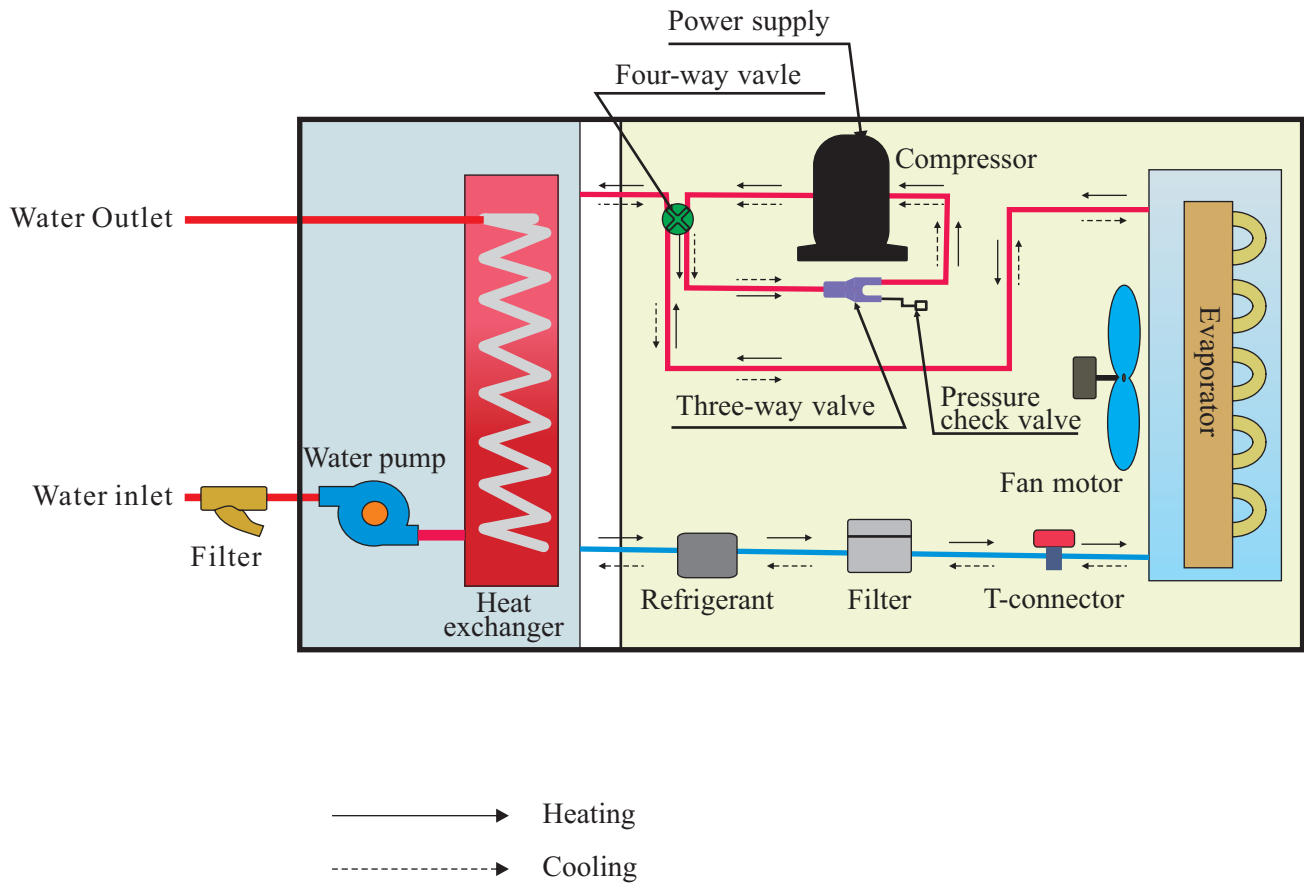 Power supply
Four-way vavle
Compressor
Water Outlet
Evaporator
Three-way valve
Pressure
check valve
Water pump
Fan motor
Water inlet
Filter
Heat
exchanger
Refrigerant
Filter
T-connector
Heating
Cooling